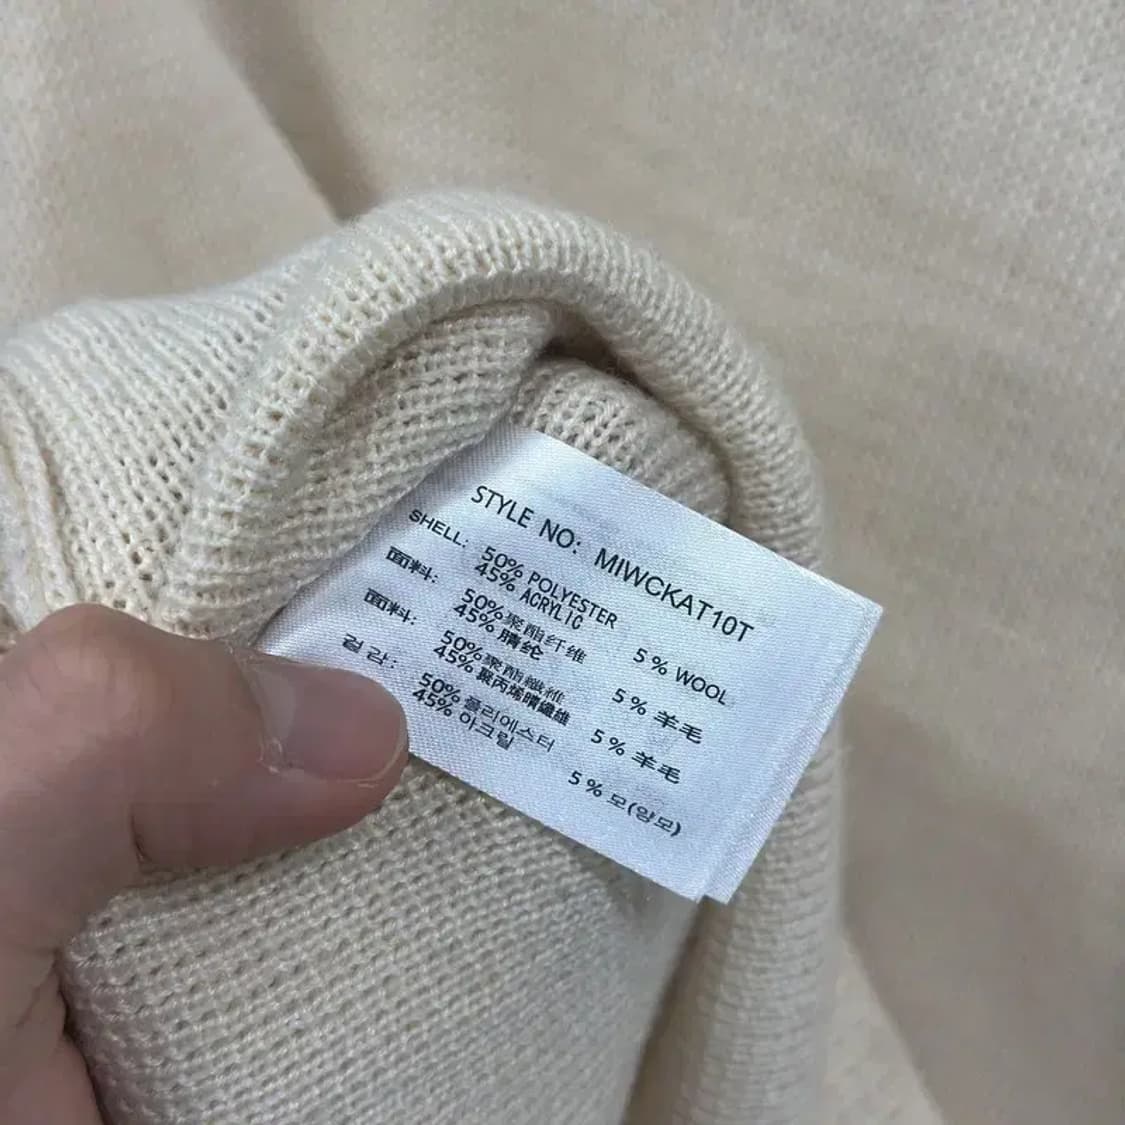 STYLE NO: MIWCKAT10T
SHELL: 50% POLYESTER
45% ACRYLIC 5% WOOL
面料: 50%聚酯纤维
45% 腈纶 5% 羊毛
面料: 50%聚酯纖維
45%聚丙烯腈纖維 5% 羊毛
겉감: 50% 폴리에스터
45% 아크릴 5% 모(양모)